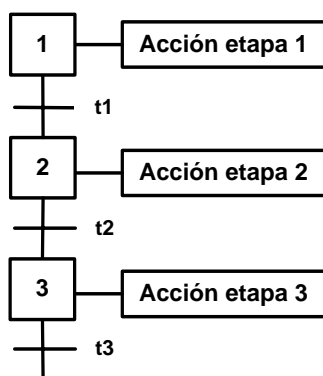 1 Acción etapa 1
t1
2 Acción etapa 2
t2
3 Acción etapa 3
t3